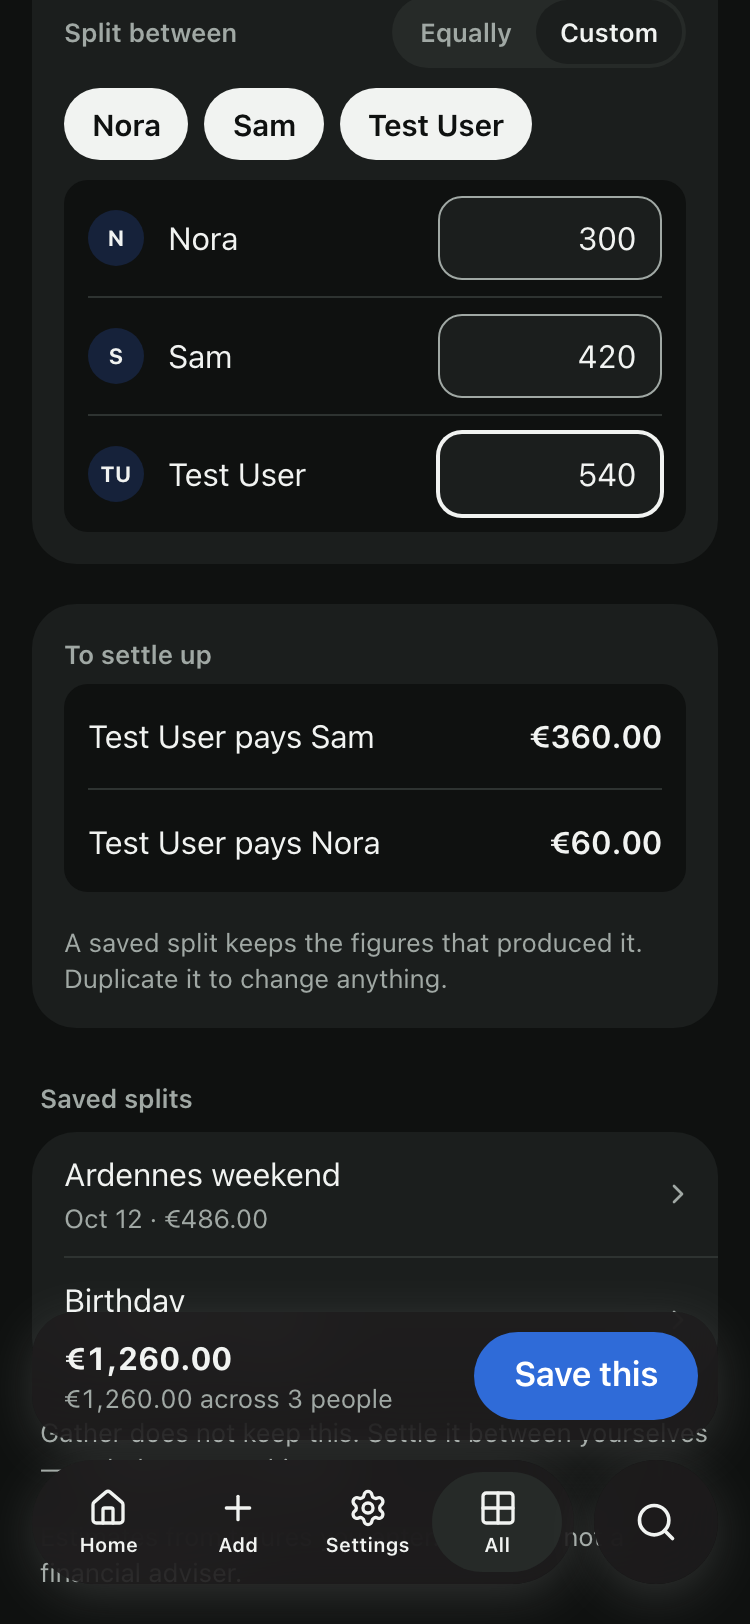 Split between
Equally
Custom
Nora
Sam
Test User
N
Nora
300
S
Sam
420
TU
Test User
540
To settle up
Test User pays Sam
€360.00
Test User pays Nora
€60.00
A saved split keeps the figures that produced it.
Duplicate it to change anything.
Saved splits
Ardennes weekend
Oct 12 · €486.00
Birthday
€1,260.00
€1,260.00 across 3 people
Save this
Gather does not keep this. Settle it between yourselves
Home
Add
Settings
All
not
financial adviser.